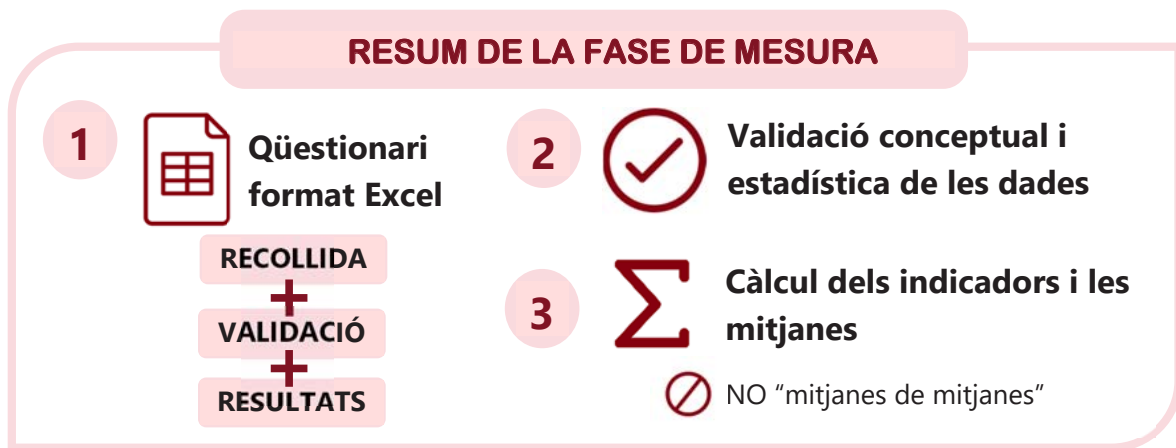 RESUM DE LA FASE DE MESURA
1
Qüestionari
format Excel
RECOLLIDA
+
VALIDACIÓ
+
RESULTATS
2
Validació conceptual i
estadística de les dades
3
Σ
Càlcul dels indicadors i les
mitjanes
NO “mitjanes de mitjanes”